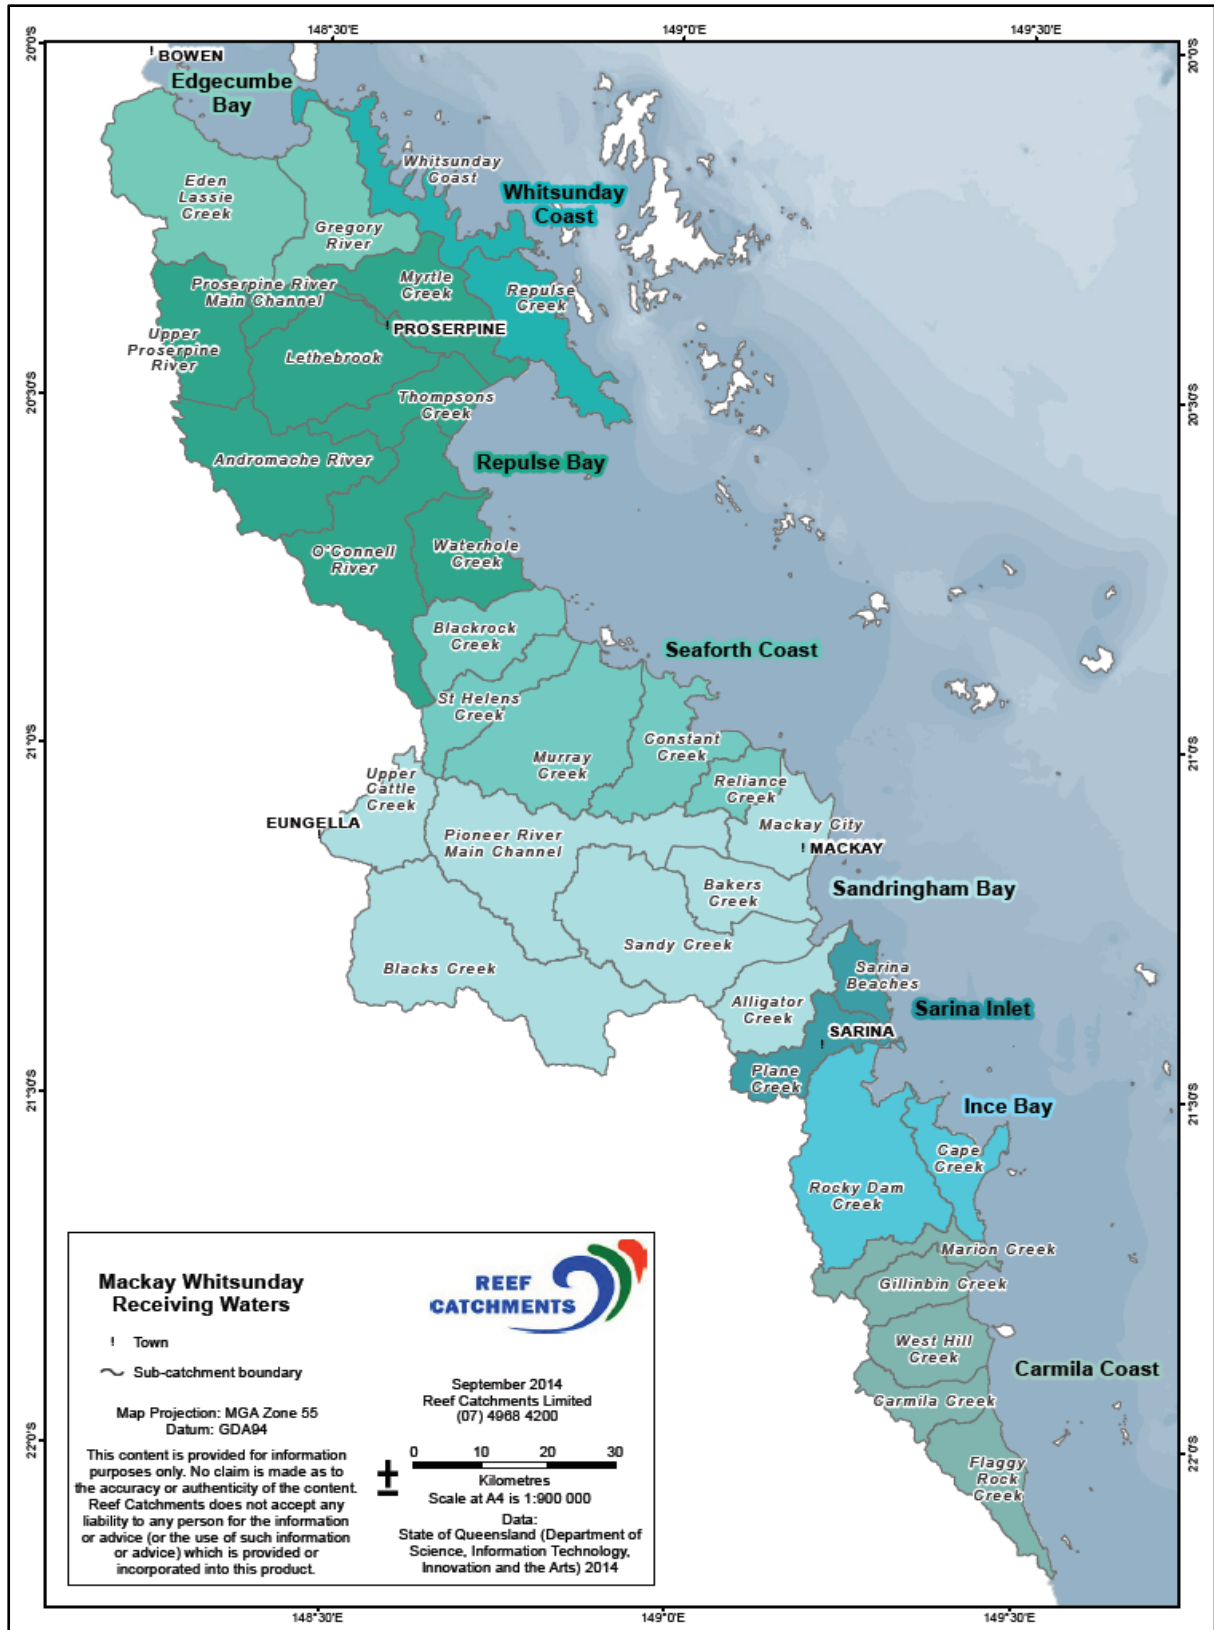 148°30'E
149°0'E
149°30'E
20°0'S
20°0'S
BOWEN
Edgecumbe
Bay
Whitsunday
Coast
Eden
Lassie
Creek
Whitsunday
Coast
Gregory
River
Proserpine River
Main Channel
Myrtle
Creek
Repulse
Creek
Upper
Proserpine
River
PROSERPINE
Lethebrook
20°30'S
20°30'S
Thompsons
Creek
Andromache River
Repulse Bay
O'Connell
River
Waterhole
Creek
Blackrock
Creek
Seaforth Coast
St Helens
Creek
21°0'S
21°0'S
Murray
Creek
Constant
Creek
Upper
Cattle
Creek
Reliance
Creek
EUNGELLA
Pioneer River
Main Channel
Mackay City
MACKAY
Bakers
Creek
Sandringham Bay
Sandy Creek
Blacks Creek
Sarina
Beaches
Alligator
Creek
Sarina Inlet
SARINA
Plane
Creek
21°30'S
21°30'S
Ince Bay
Cape
Creek
Rocky Dam
Creek
Marion Creek
Gillinbin Creek
West Hill
Creek
Carmila Coast
Carmila Creek
Flaggy
Rock
Creek
22°0'S
22°0'S
Mackay Whitsunday
Receiving Waters
Town
Sub-catchment boundary
Map Projection: MGA Zone 55
Datum: GDA94
This content is provided for information
purposes only. No claim is made as to
the accuracy or authenticity of the content.
Reef Catchments does not accept any
liability to any person for the information
or advice (or the use of such information
or advice) which is provided or
incorporated into this product.
REEF
CATCHMENTS
September 2014
Reef Catchments Limited
(07) 4968 4200
0 10 20 30
Kilometres
Scale at A4 is 1:900 000
Data:
State of Queensland (Department of
Science, Information Technology,
Innovation and the Arts) 2014
148°30'E
149°0'E
149°30'E